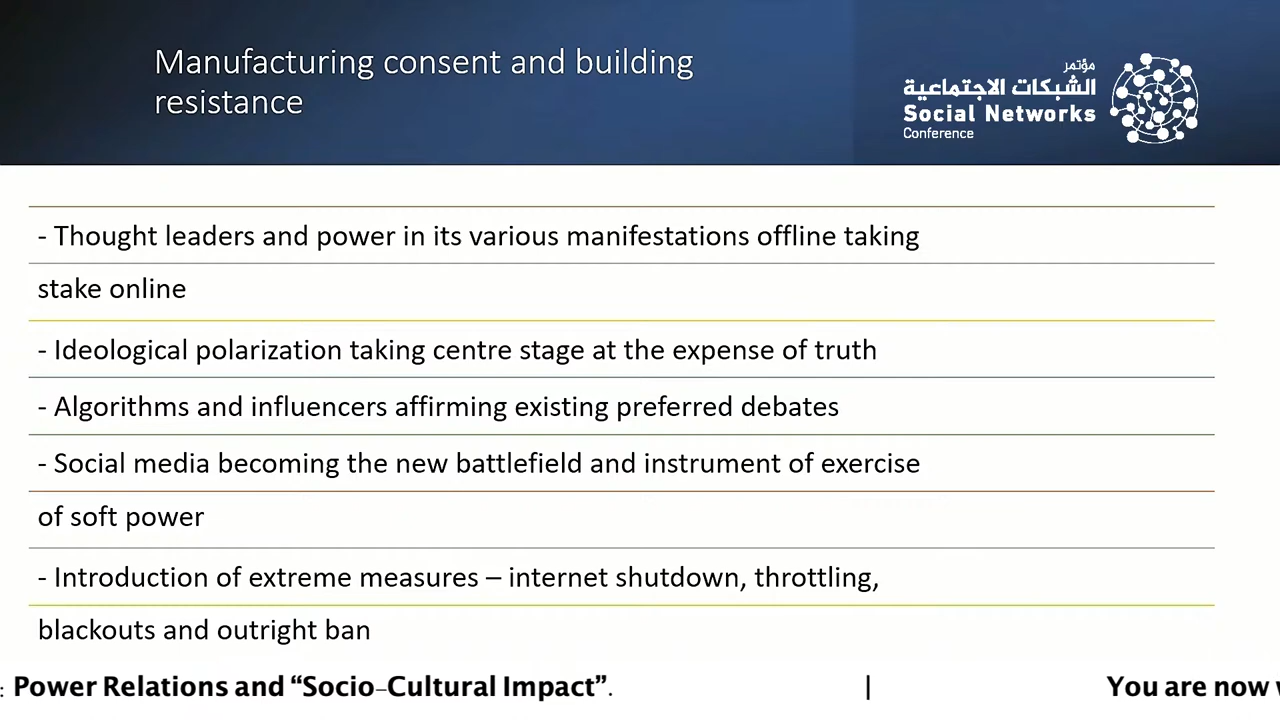 Manufacturing consent and building
resistance
مؤتمر
الشبكات الاجتماعية
Social Networks
Conference
- Thought leaders and power in its various manifestations offline taking
stake online
- Ideological polarization taking centre stage at the expense of truth
- Algorithms and influencers affirming existing preferred debates
- Social media becoming the new battlefield and instrument of exercise
of soft power
- Introduction of extreme measures – internet shutdown, throttling,
blackouts and outright ban
: Power Relations and “Socio–Cultural Impact”. | You are now